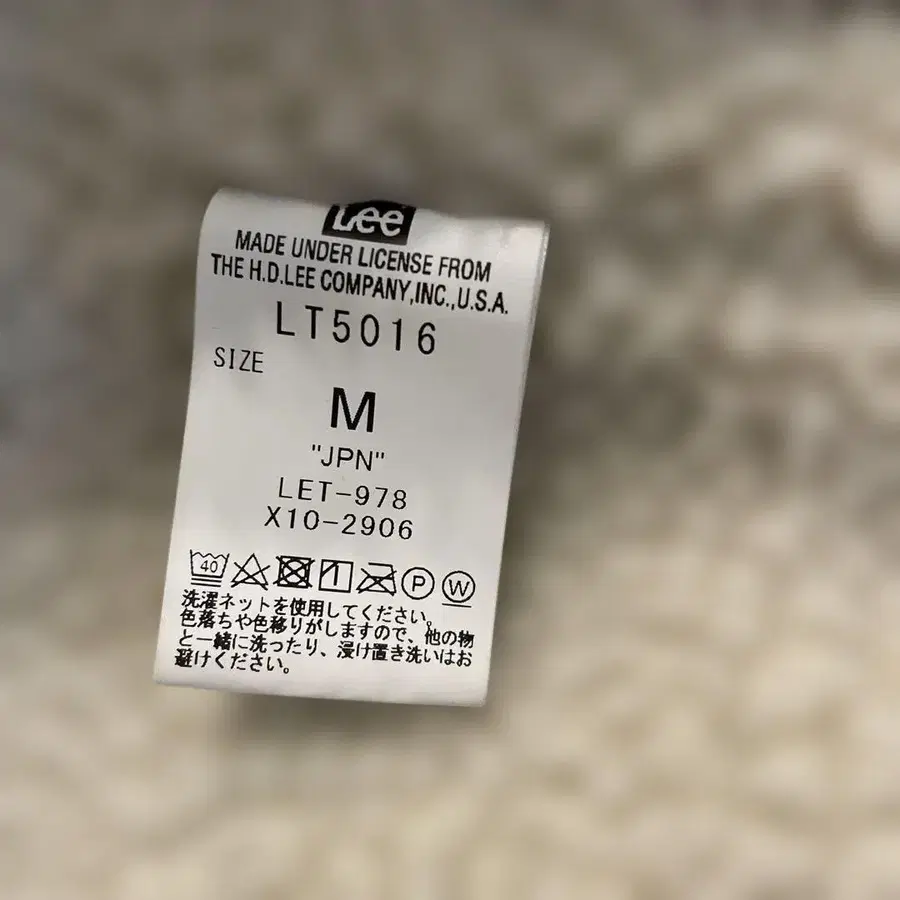 Lee
MADE UNDER LICENSE FROM
THE H.D.LEE COMPANY,INC.,U.S.A.
LT5016
SIZE
M
"JPN"
LET-978
X10-2906
40 1 P W
洗濯ネットを使用してください。
色落ちや色移りがしますので、他の物
と一緒に洗ったり、浸け置き洗いはお
避けください。